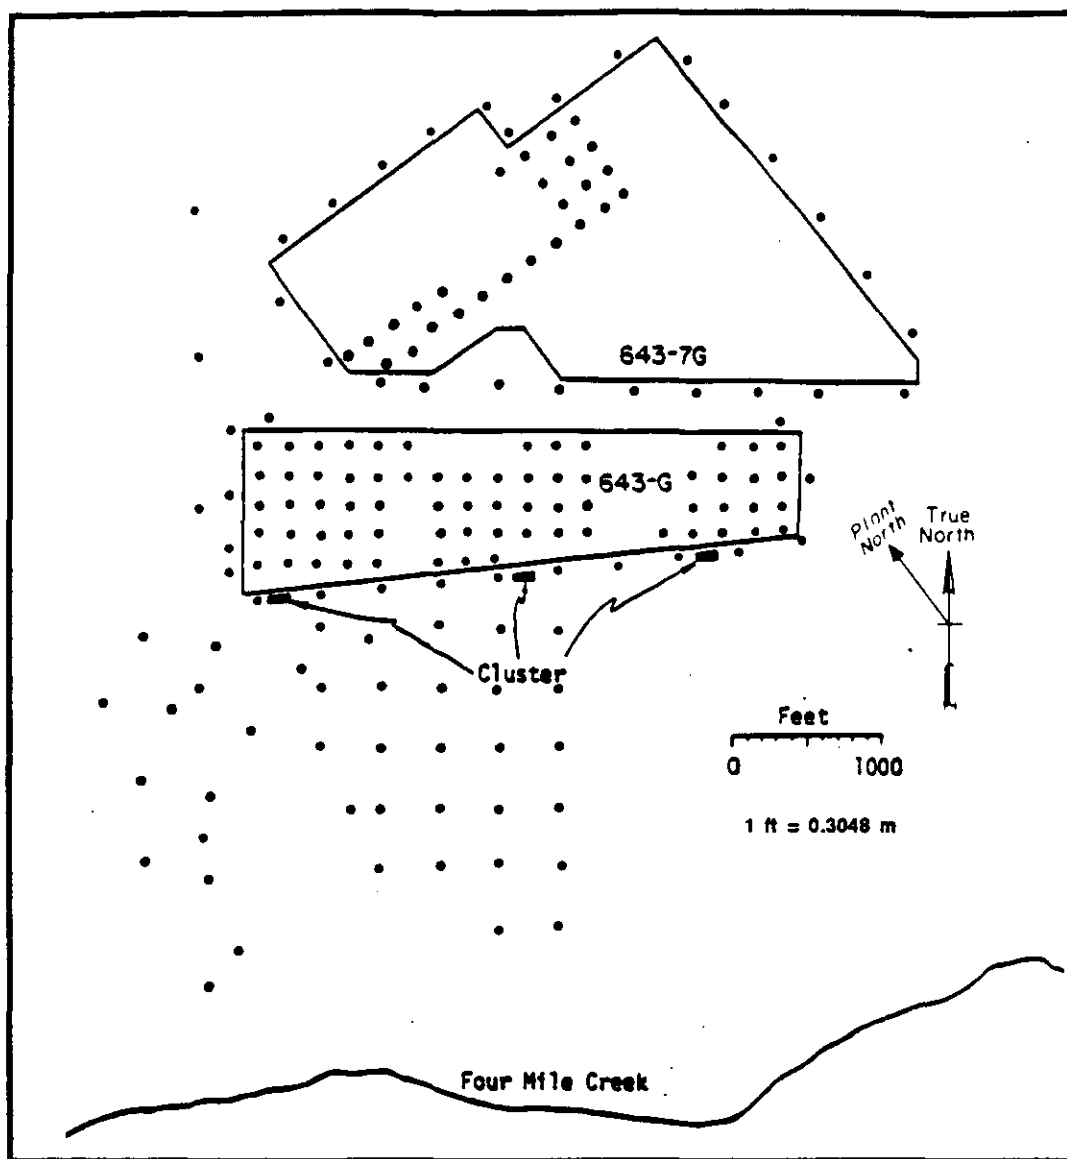 643-7G
643-G
Plant
North
True
North
Cluster
Feet
0 1000
1 ft = 0.3048 m
Four Mile Creek